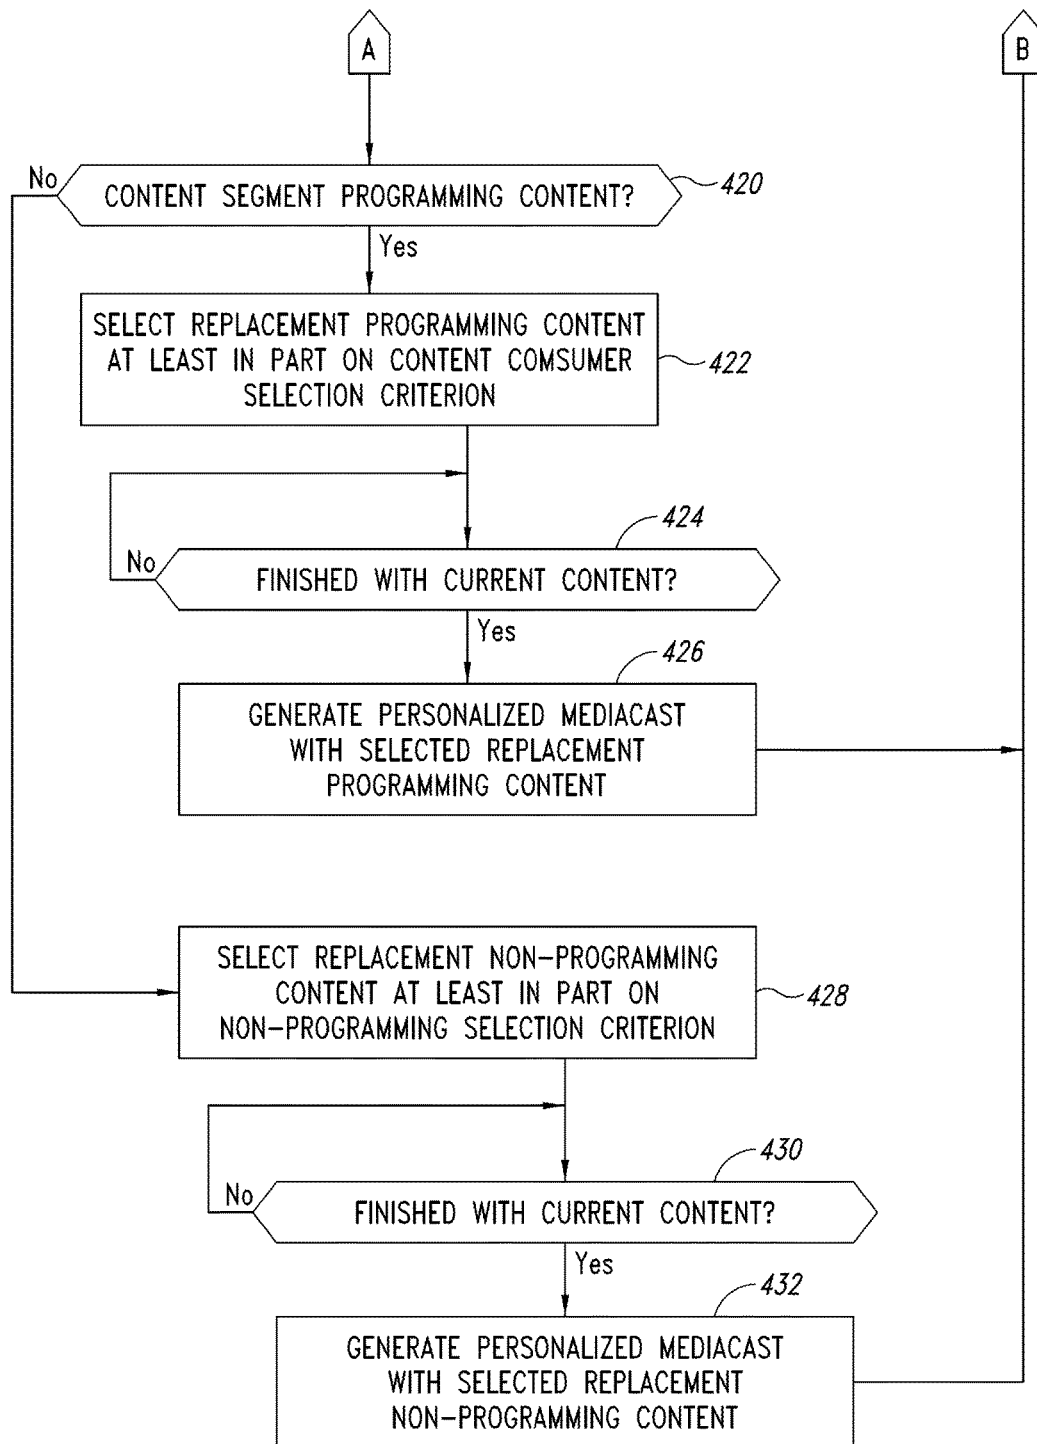 A
B
No
CONTENT SEGMENT PROGRAMMING CONTENT?
420
Yes
SELECT REPLACEMENT PROGRAMMING CONTENT
AT LEAST IN PART ON CONTENT COMSUMER
SELECTION CRITERION
422
424
No
FINISHED WITH CURRENT CONTENT?
Yes
426
GENERATE PERSONALIZED MEDIACAST
WITH SELECTED REPLACEMENT
PROGRAMMING CONTENT
SELECT REPLACEMENT NON-PROGRAMMING
CONTENT AT LEAST IN PART ON
NON-PROGRAMMING SELECTION CRITERION
428
430
No
FINISHED WITH CURRENT CONTENT?
Yes
432
GENERATE PERSONALIZED MEDIACAST
WITH SELECTED REPLACEMENT
NON-PROGRAMMING CONTENT